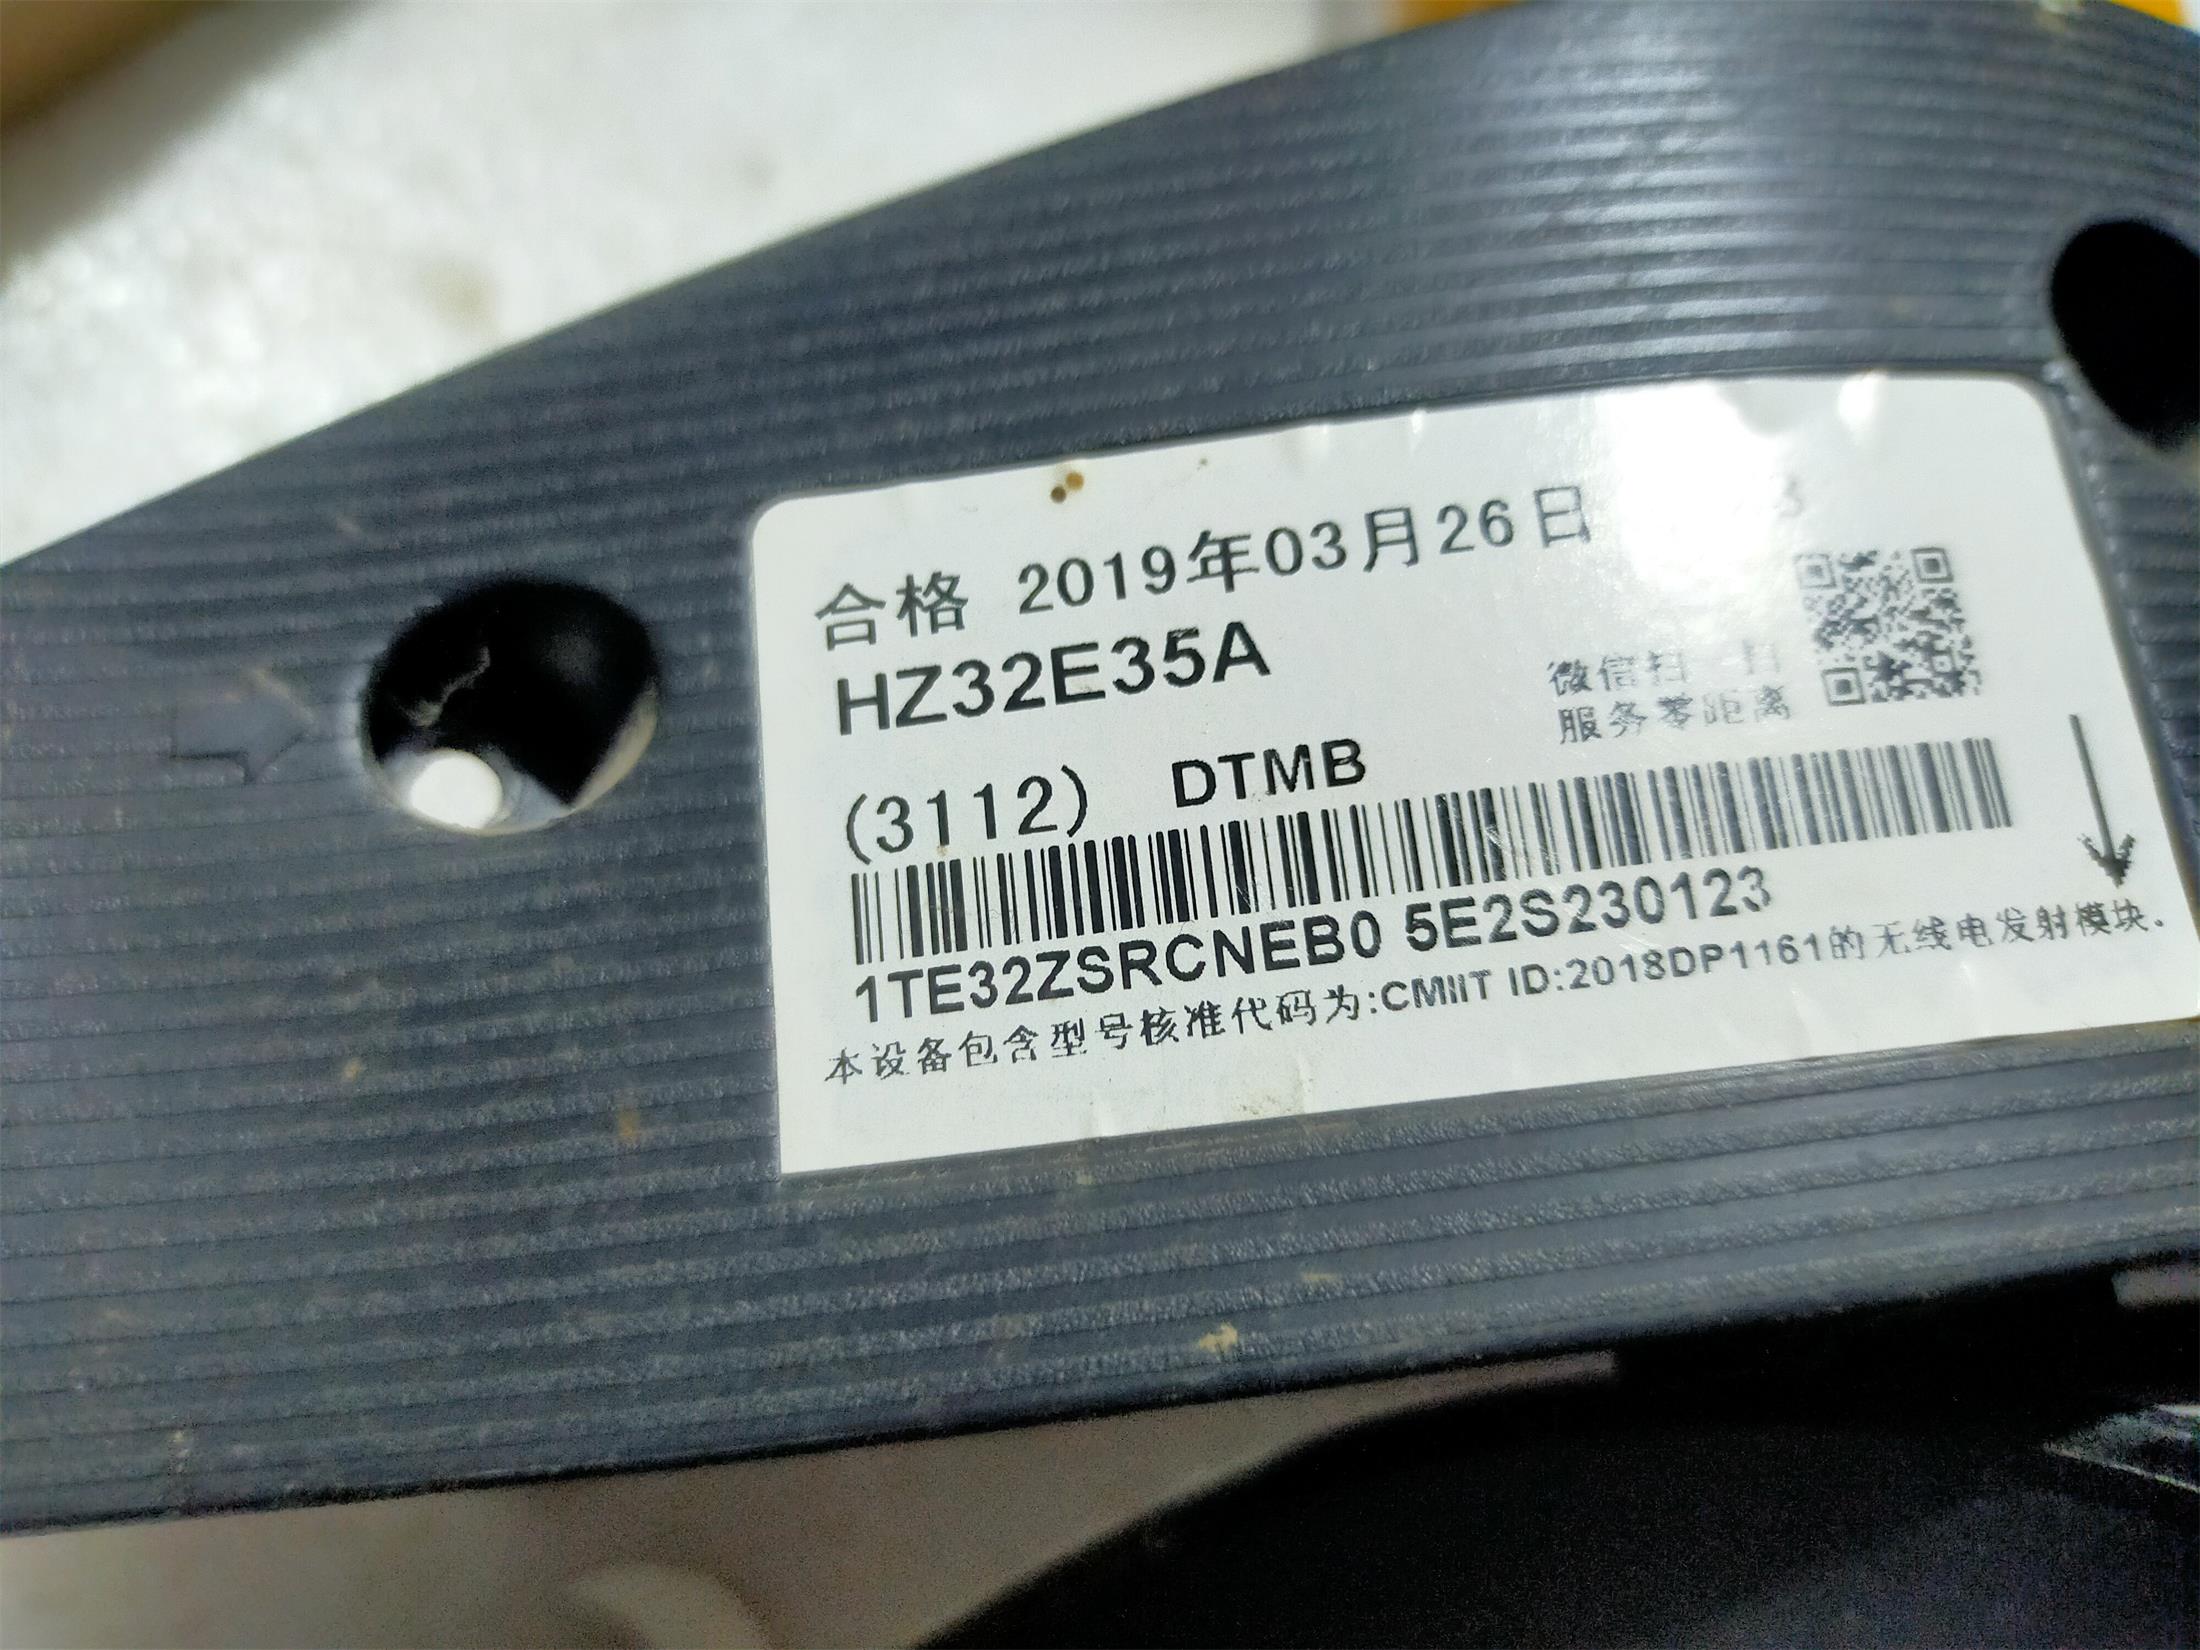 合格 2019年03月26日
HZ32E35A
微信扫一扫
服务零距离
(3112) DTMB
1TE32ZSRCNEB0 5E2S230123
本设备包含型号核准代码为:CMIIT ID:2018DP1161的无线电发射模块.